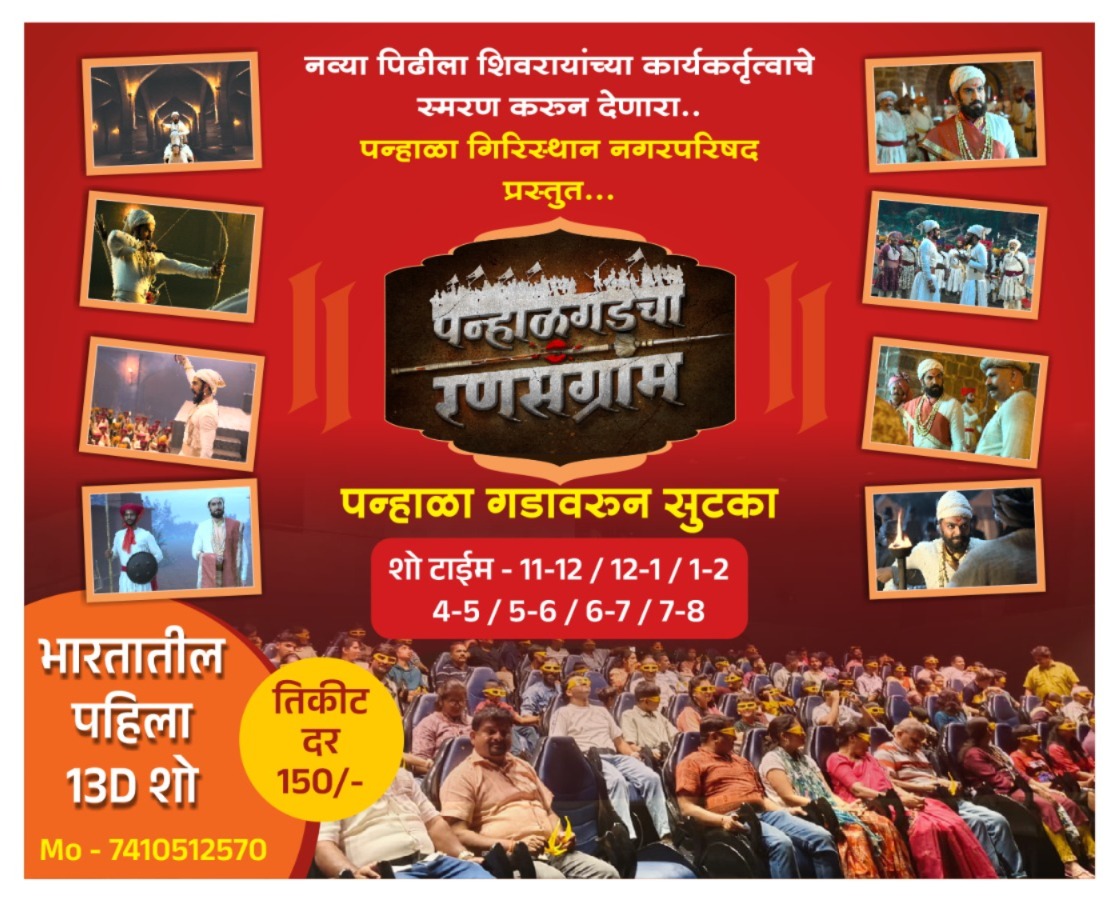 नव्या पिढीला शिवरायांच्या कार्यकर्तृत्वाचे
स्मरण करुन देणारा..
पन्हाळा गिरिस्थान नगरपरिषद
प्रस्तुत...
पन्हाळगडचा
रणसंग्राम
पन्हाळा गडावरुन सुटका
शो टाईम - 11-12 / 12-1 / 1-2
4-5 / 5-6 / 6-7 / 7-8
भारतातील
पहिला
13D शो
तिकीट
दर
150/-
Mo - 7410512570